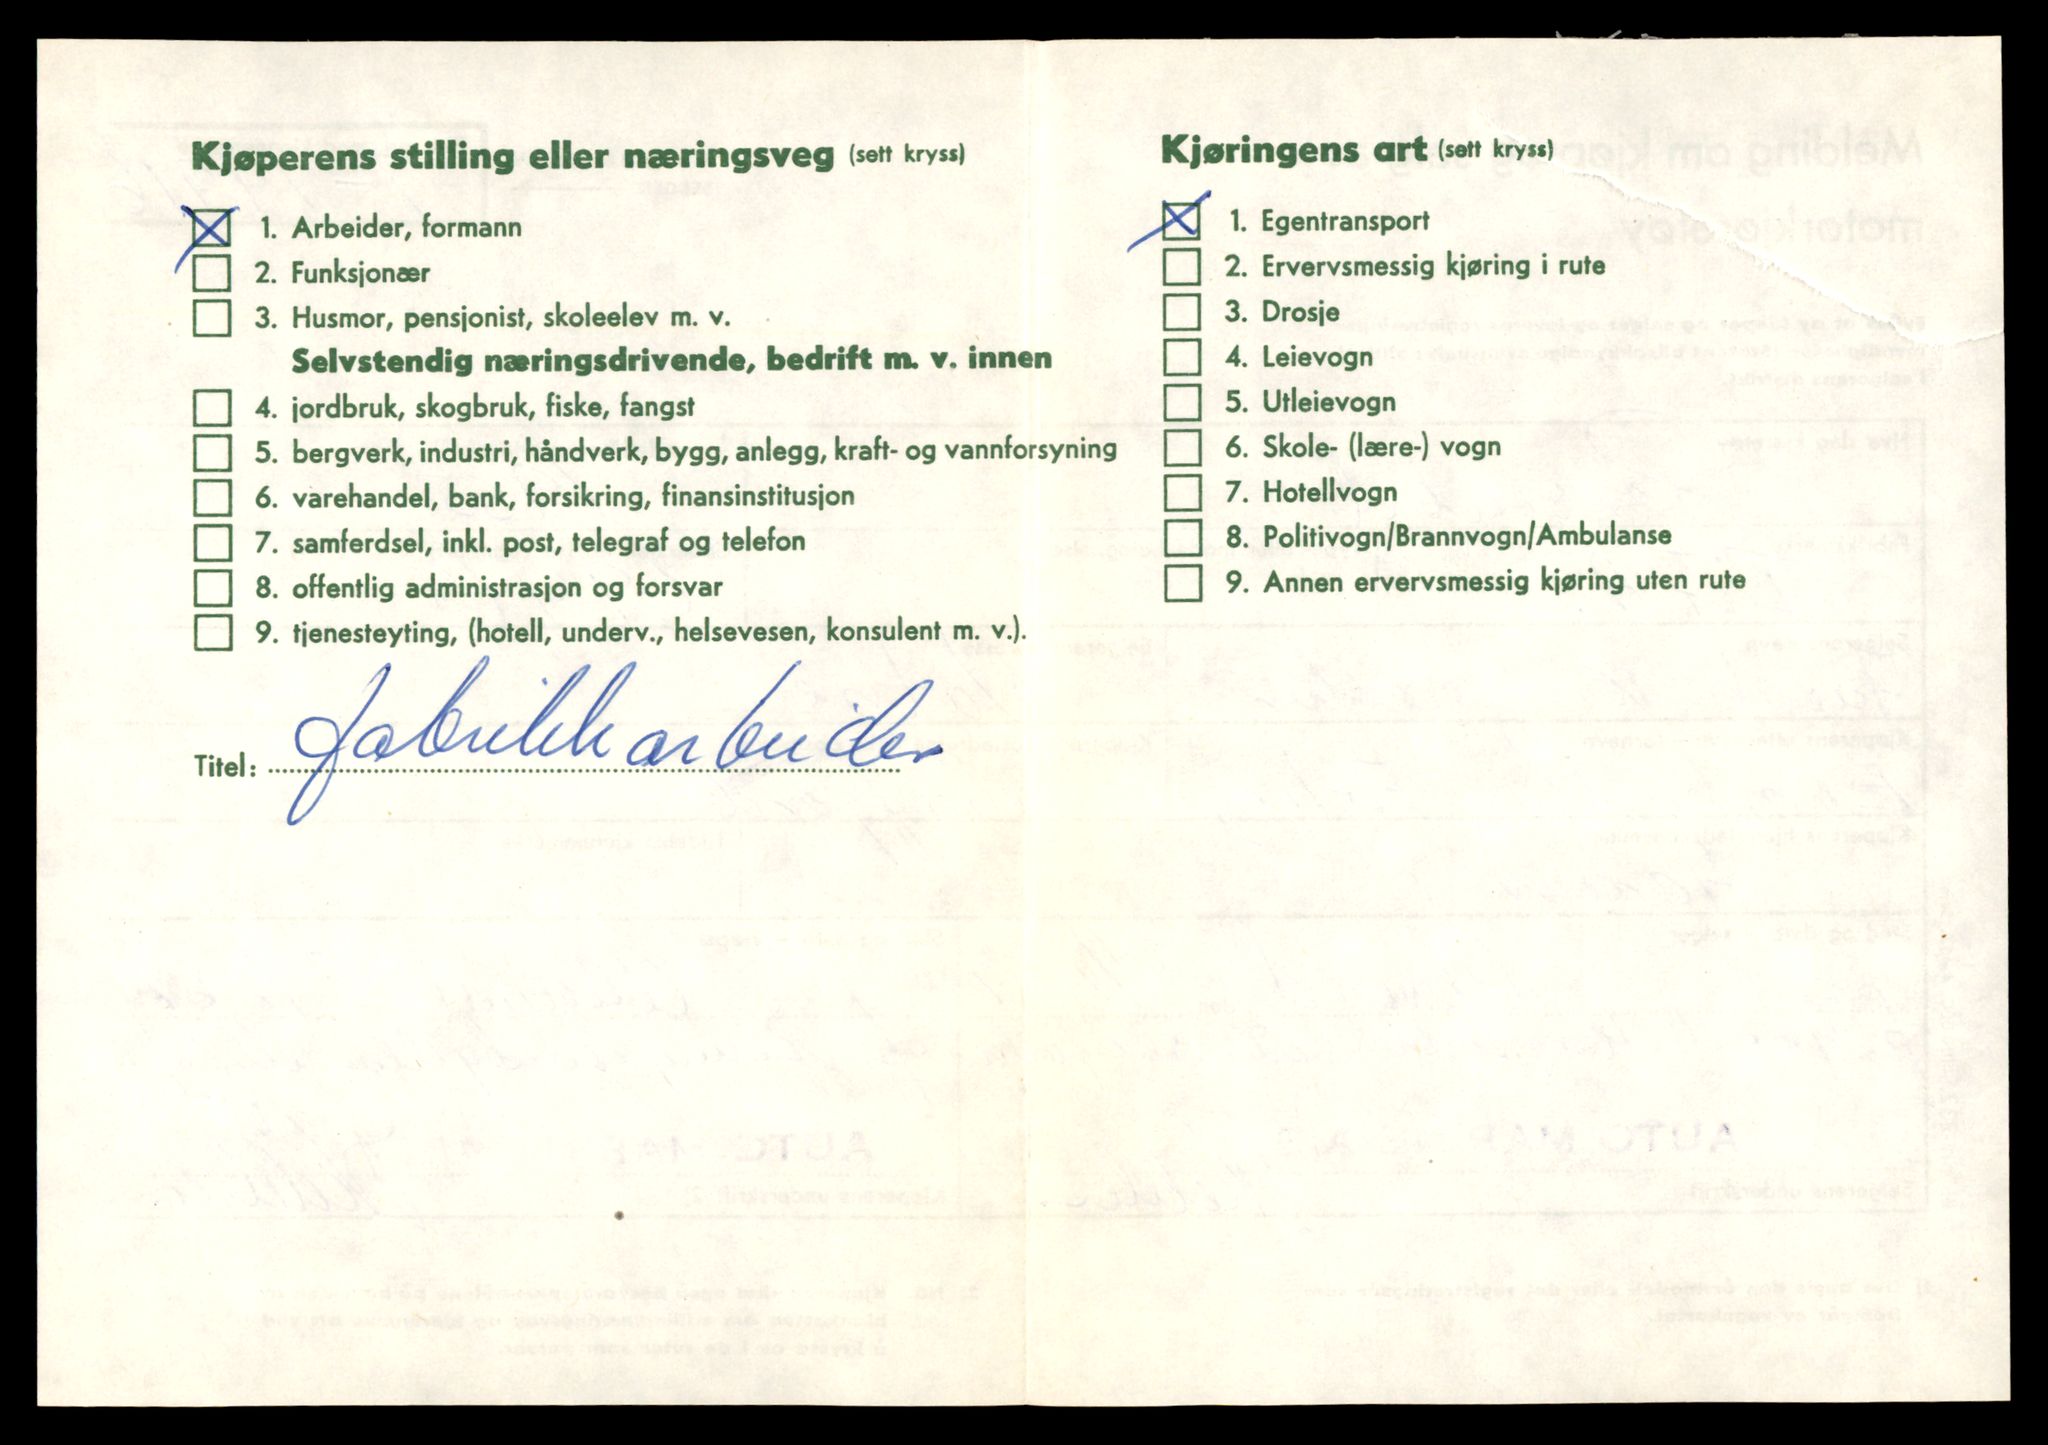 Kjøperens stilling eller næringsveg (sett kryss)
1. Arbeider, formann
2. Funksjonær
3. Husmor, pensjonist, skoleelev m. v.
Selvstendig næringsdrivende, bedrift m. v. innen
4. jordbruk, skogbruk, fiske, fangst
5. bergverk, industri, håndverk, bygg, anlegg, kraft- og vannforsyning
6. varehandel, bank, forsikring, finansinstitusjon
7. samferdsel, inkl. post, telegraf og telefon
8. offentlig administrasjon og forsvar
9. tjenesteyting, (hotell, underv., helsevesen, konsulent m. v.).
Titel: fabrikkarbeider
Kjøringens art (sett kryss)
1. Egentransport
2. Ervervsmessig kjøring i rute
3. Drosje
4. Leievogn
5. Utleievogn
6. Skole- (lære-) vogn
7. Hotellvogn
8. Politivogn/Brannvogn/Ambulanse
9. Annen ervervsmessig kjøring uten rute